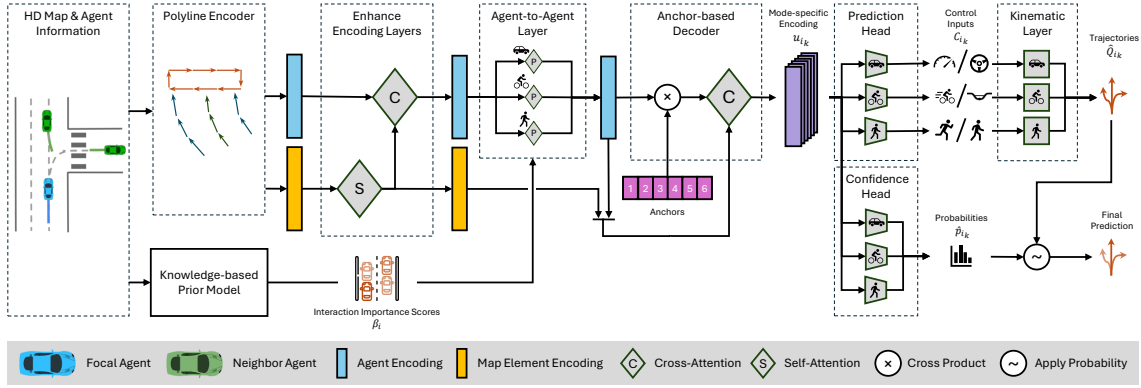 HD Map & Agent
Information
Polyline Encoder
Enhance
Encoding Layers
Agent-to-Agent
Layer
Anchor-based
Decoder
Mode-specific
Encoding
u_{i_k}
Prediction
Head
Control
Inputs
C_{i_k}
Kinematic
Layer
Trajectories
Q̂_{i_k}
C
S
P
P
P
×
C
1 2 3 4 5 6
Anchors
Confidence
Head
Probabilities
p̂_{i_k}
~
Final
Prediction
Knowledge-based
Prior Model
Interaction Importance Scores
β_i
Focal Agent
Neighbor Agent
Agent Encoding
Map Element Encoding
C Cross-Attention
S Self-Attention
× Cross Product
~ Apply Probability